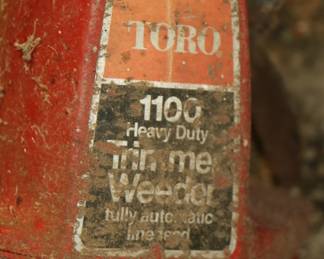 TORO
1100
Heavy Duty
Trimmer
Weeder
fully automatic
line feed